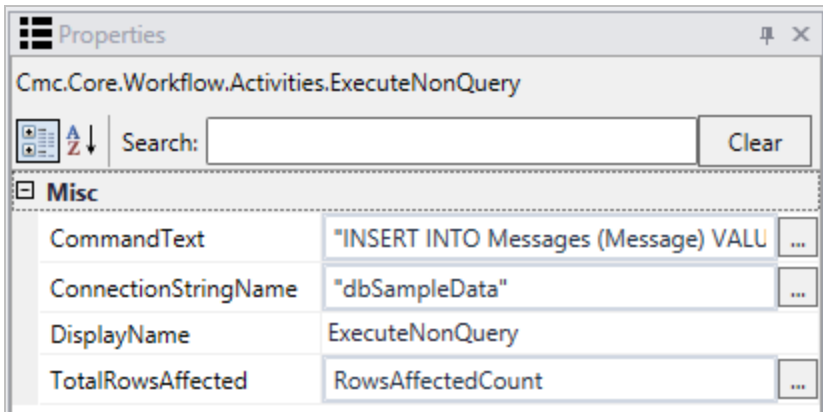 Properties
Cmc.Core.Workflow.Activities.ExecuteNonQuery
A Z Search: Clear
Misc
CommandText "INSERT INTO Messages (Message) VALU ...
ConnectionStringName "dbSampleData" ...
DisplayName ExecuteNonQuery
TotalRowsAffected RowsAffectedCount ...